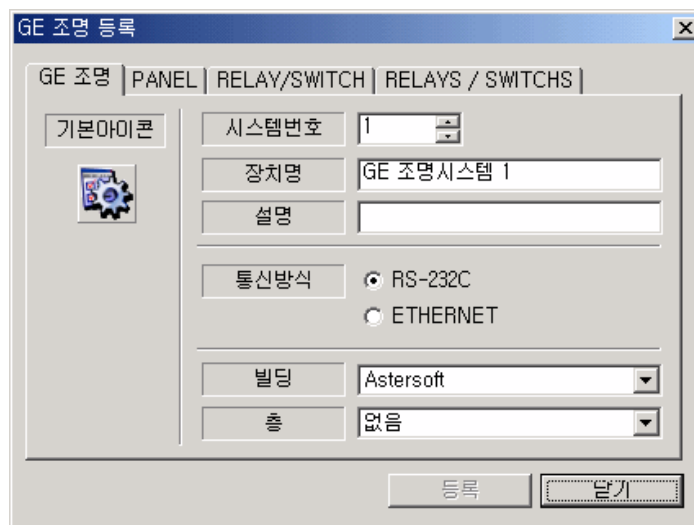 GE 조명 등록
GE 조명 PANEL RELAY/SWITCH RELAYS / SWITCHS
기본아이콘
시스템번호 1
장치명 GE 조명시스템 1
설명
통신방식 RS-232C
ETHERNET
빌딩 Astersoft
층 없음
등록 닫기